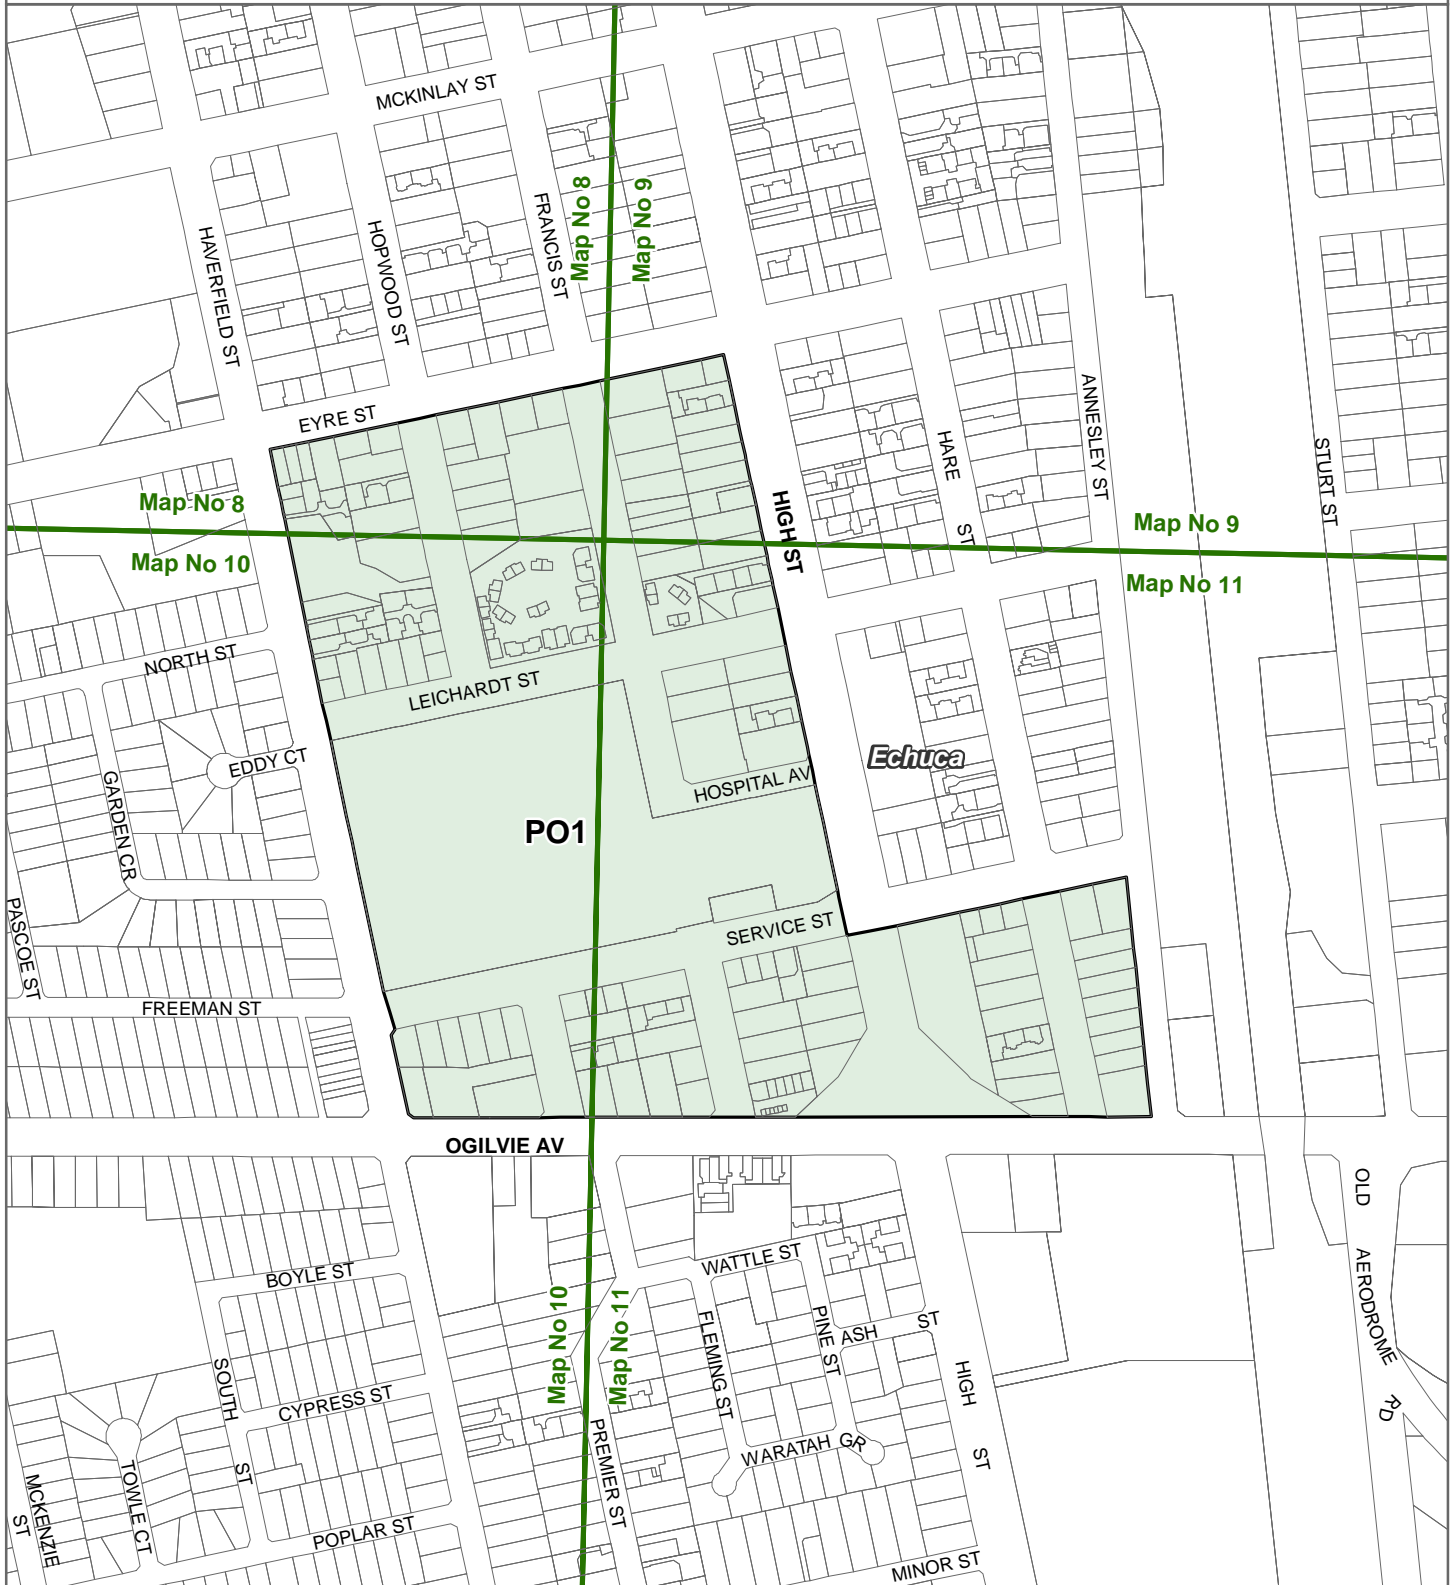 MCKINLAY ST
HAVERFIELD ST
HOPWOOD ST
FRANCIS ST
Map No 8
Map No 9
EYRE ST
ANNESLEY ST
HARE
ST
STURT ST
HIGH ST
Map No 8
Map No 10
Map No 9
Map No 11
NORTH ST
LEICHARDT ST
EDDY CT
GARDEN CR
HOSPITAL AV
Echuca
PO1
PASCOE ST
SERVICE ST
FREEMAN ST
OGILVIE AV
OLD
AERODROME
RD
WATTLE ST
BOYLE ST
Map No 10
Map No 11
FLEMING ST
PINE ST
ASH
ST
HIGH
ST
SOUTH
ST
CYPRESS ST
PREMIER ST
WARATAH GR
MCKENZIE
ST
TOWLE CT
POPLAR ST
MINOR ST